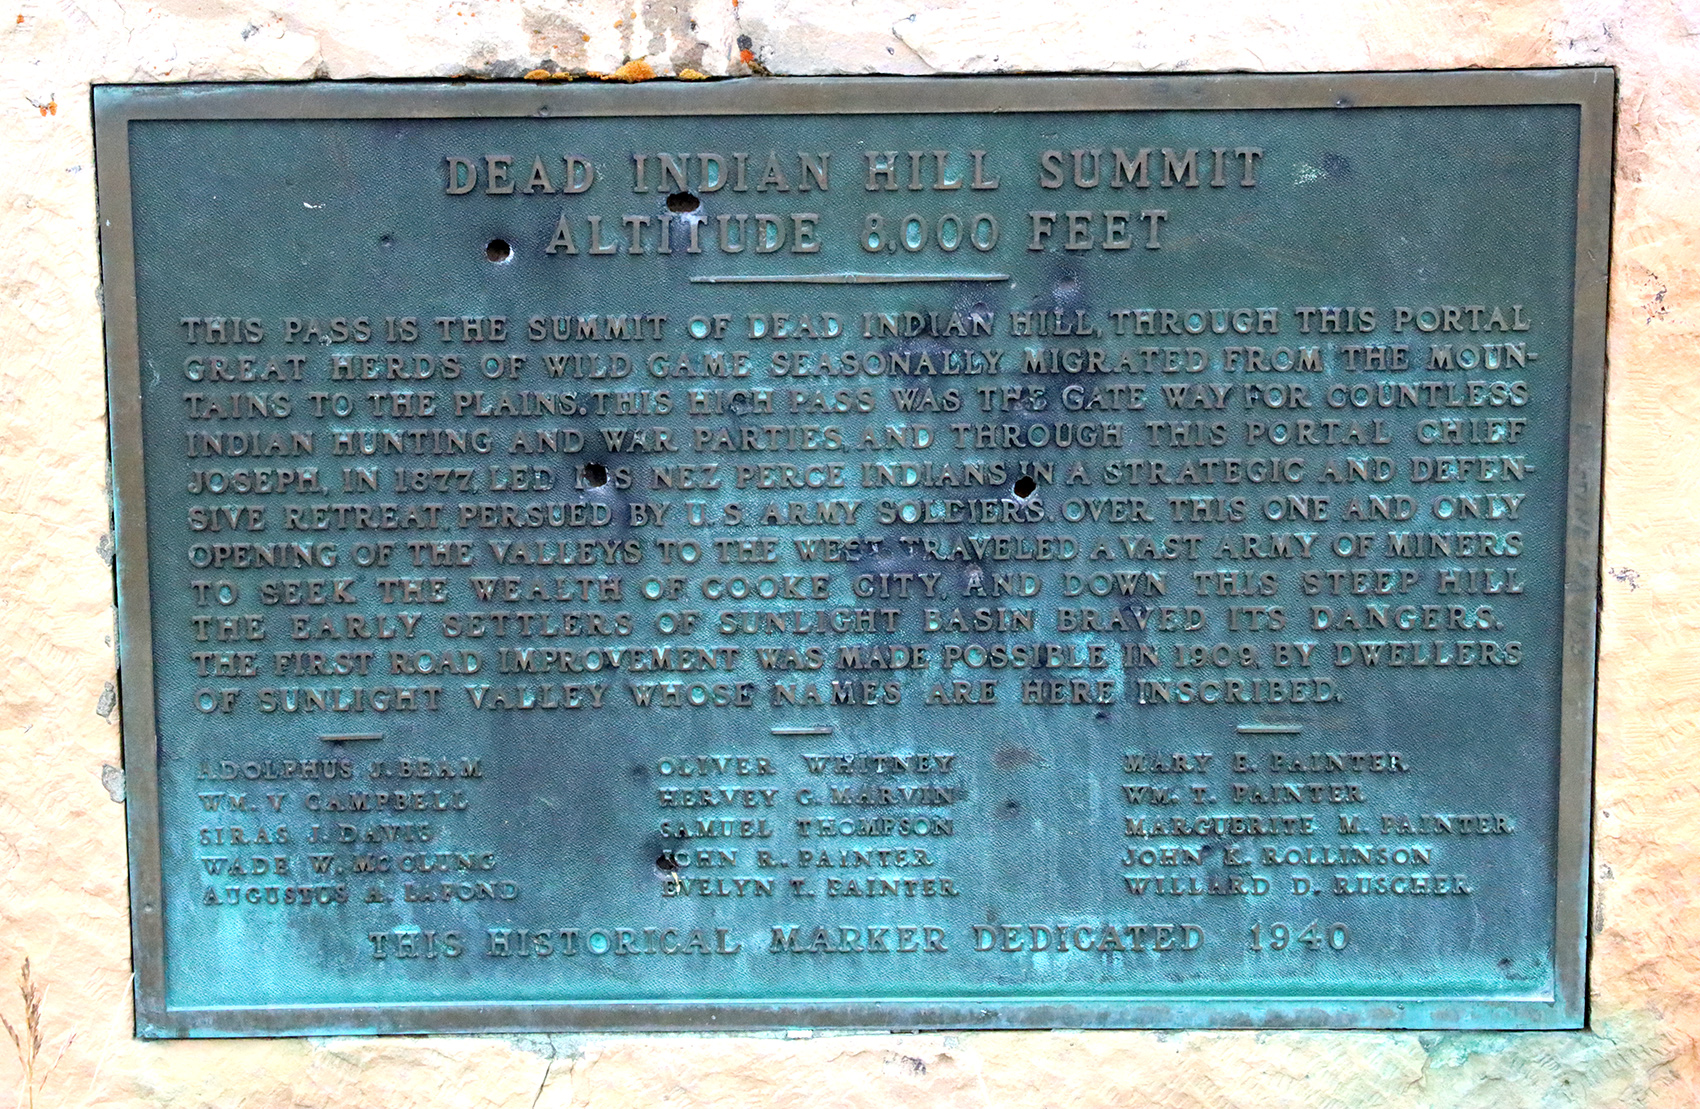 DEAD INDIAN HILL SUMMIT
ALTITUDE 8,000 FEET
THIS PASS IS THE SUMMIT OF DEAD INDIAN HILL, THROUGH THIS PORTAL
GREAT HERDS OF WILD GAME SEASONALLY MIGRATED FROM THE MOUN-
TAINS TO THE PLAINS. THIS HIGH PASS WAS THE GATE WAY FOR COUNTLESS
INDIAN HUNTING AND WAR PARTIES, AND THROUGH THIS PORTAL CHIEF
JOSEPH, IN 1877, LED HIS NEZ PERCE INDIANS IN A STRATEGIC AND DEFEN-
SIVE RETREAT, PERSUED BY U.S. ARMY SOLDIERS. OVER THIS ONE AND ONLY
OPENING OF THE VALLEYS TO THE WEST, TRAVELED A VAST ARMY OF MINERS
TO SEEK THE WEALTH OF COOKE CITY, AND DOWN THIS STEEP HILL
THE EARLY SETTLERS OF SUNLIGHT BASIN BRAVED ITS DANGERS.
THE FIRST ROAD IMPROVEMENT WAS MADE POSSIBLE IN 1909, BY DWELLERS
OF SUNLIGHT VALLEY WHOSE NAMES ARE HERE INSCRIBED.
ADOLPHUS J. BEAM
WM. V CAMPBELL
SIRAS J. DAVIS
WADE W. MCCLUNG
AUGUSTUS A. LAFOND
OLIVER WHITNEY
HERVEY G. MARVIN
SAMUEL THOMPSON
JOHN R. PAINTER
EVELYN T. PAINTER
MARY E. PAINTER
WM. T. PAINTER
MARGUERITE M. PAINTER
JOHN K. ROLLINSON
WILLARD D. RUSCHER
THIS HISTORICAL MARKER DEDICATED 1940